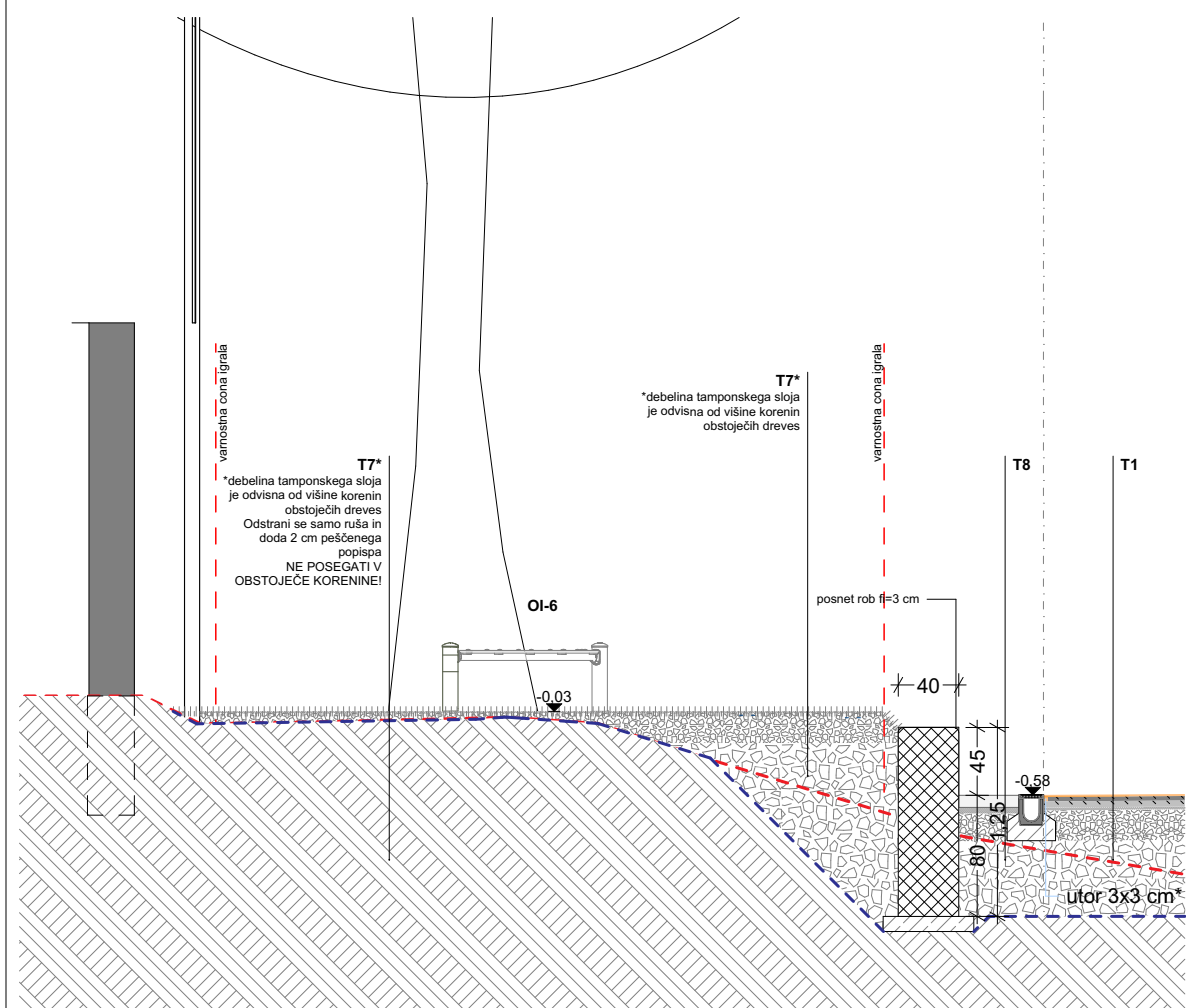 varnostna cona igrala
T7*
*debelina tamponskega sloja
je odvisna od višine korenin
obstoječih dreves
Odstrani se samo ruša in
doda 2 cm peščenega
popispa
NE POSEGATI V
OBSTOJEČE KORENINE!
OI-6
-0,03
T7*
*debelina tamponskega sloja
je odvisna od višine korenin
obstoječih dreves
varnostna cona igrala
T8
T1
posnet rob fi=3 cm
40
45
-0,58
80
1,25
utor 3x3 cm*